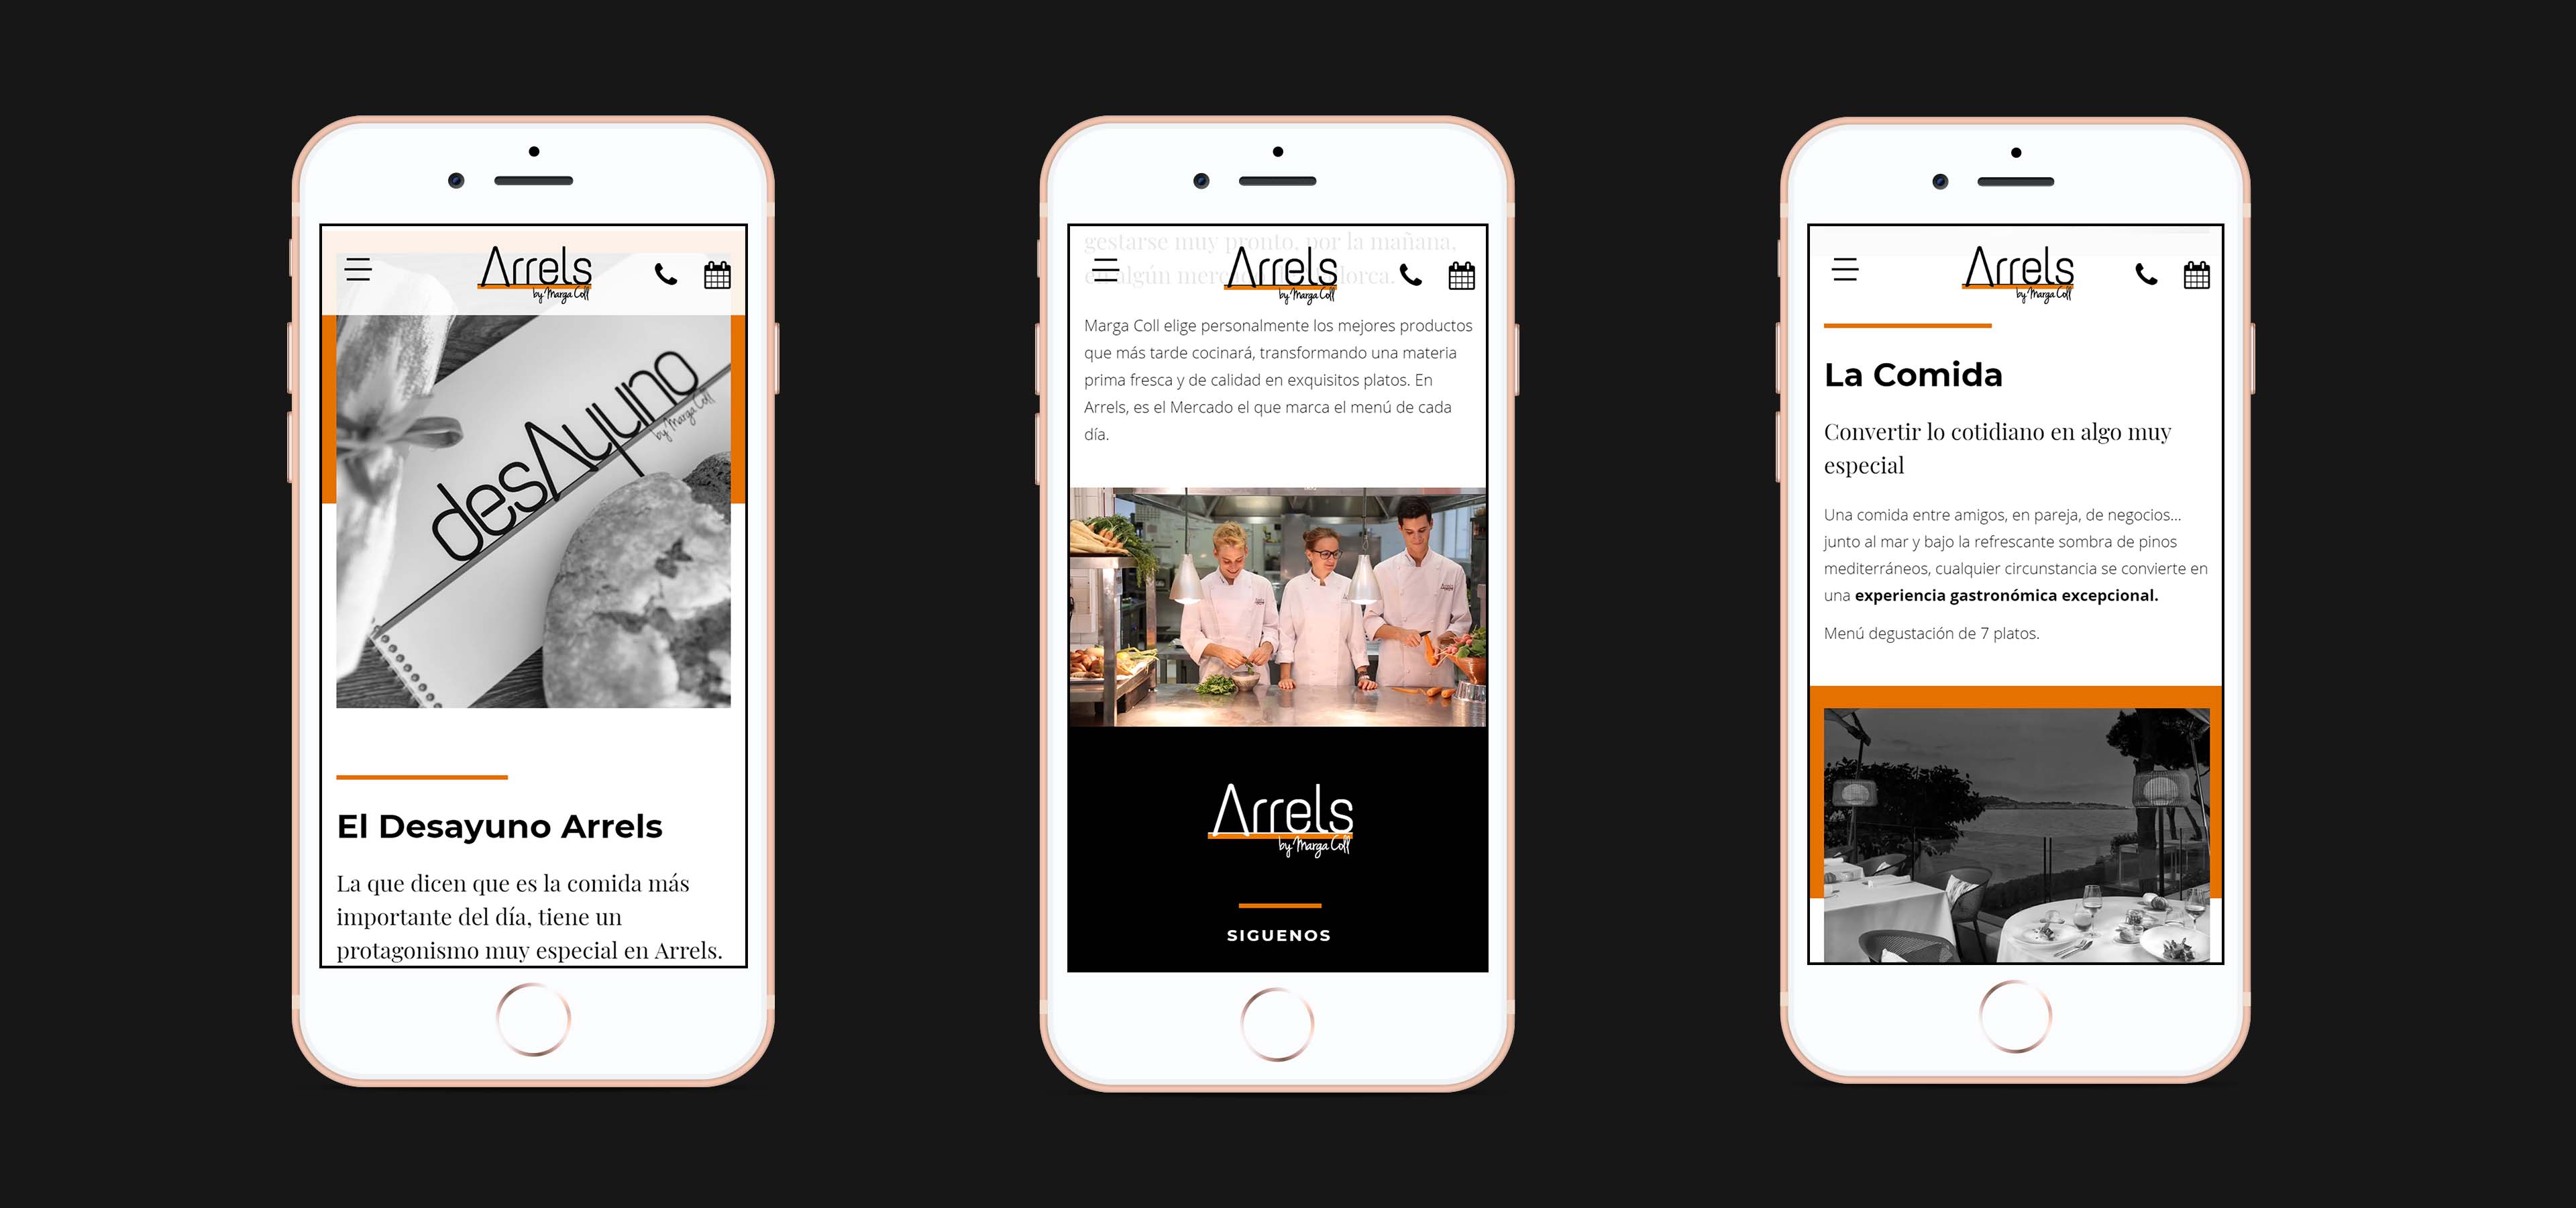 Arrels
by Marga Coll
desAyuno
by Marga Coll
El Desayuno Arrels
La que dicen que es la comida más
importante del día, tiene un
protagonismo muy especial en Arrels.
gestarse muy pronto, por la mañana,
en algún mercado
Arrels
by Marga Coll
Marga Coll elige personalmente los mejores productos
que más tarde cocinará, transformando una materia
prima fresca y de calidad en exquisitos platos. En
Arrels, es el Mercado el que marca el menú de cada
día.
Arrels
by Marga Coll
SIGUENOS
Arrels
by Marga Coll
La Comida
Convertir lo cotidiano en algo muy
especial
Una comida entre amigos, en pareja, de negocios...
junto al mar y bajo la refrescante sombra de pinos
mediterráneos, cualquier circunstancia se convierte en
una experiencia gastronómica excepcional.
Menú degustación de 7 platos.